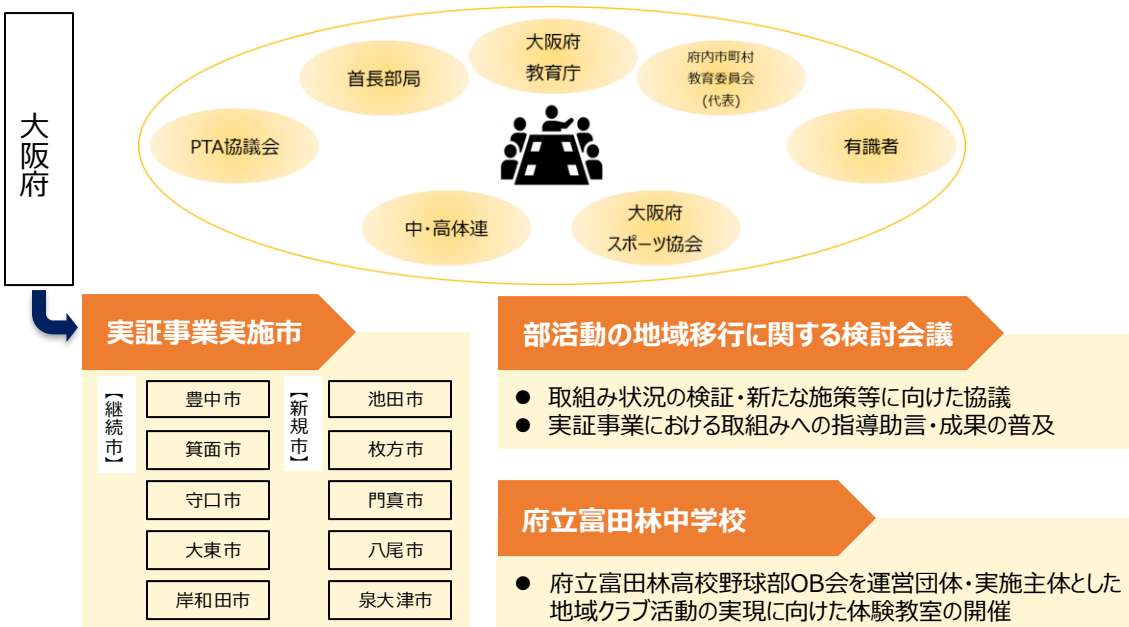 大阪府
大阪府
教育庁
首長部局
府内市町村
教育委員会
(代表)
PTA協議会
有識者
中・高体連
大阪府
スポーツ協会
実証事業実施市
【継続市】
豊中市
箕面市
守口市
大東市
岸和田市
【新規市】
池田市
枚方市
門真市
八尾市
泉大津市
部活動の地域移行に関する検討会議
● 取組み状況の検証・新たな施策等に向けた協議
● 実証事業における取組みへの指導助言・成果の普及
府立富田林中学校
● 府立富田林高校野球部OB会を運営団体・実施主体とした
地域クラブ活動の実現に向けた体験教室の開催